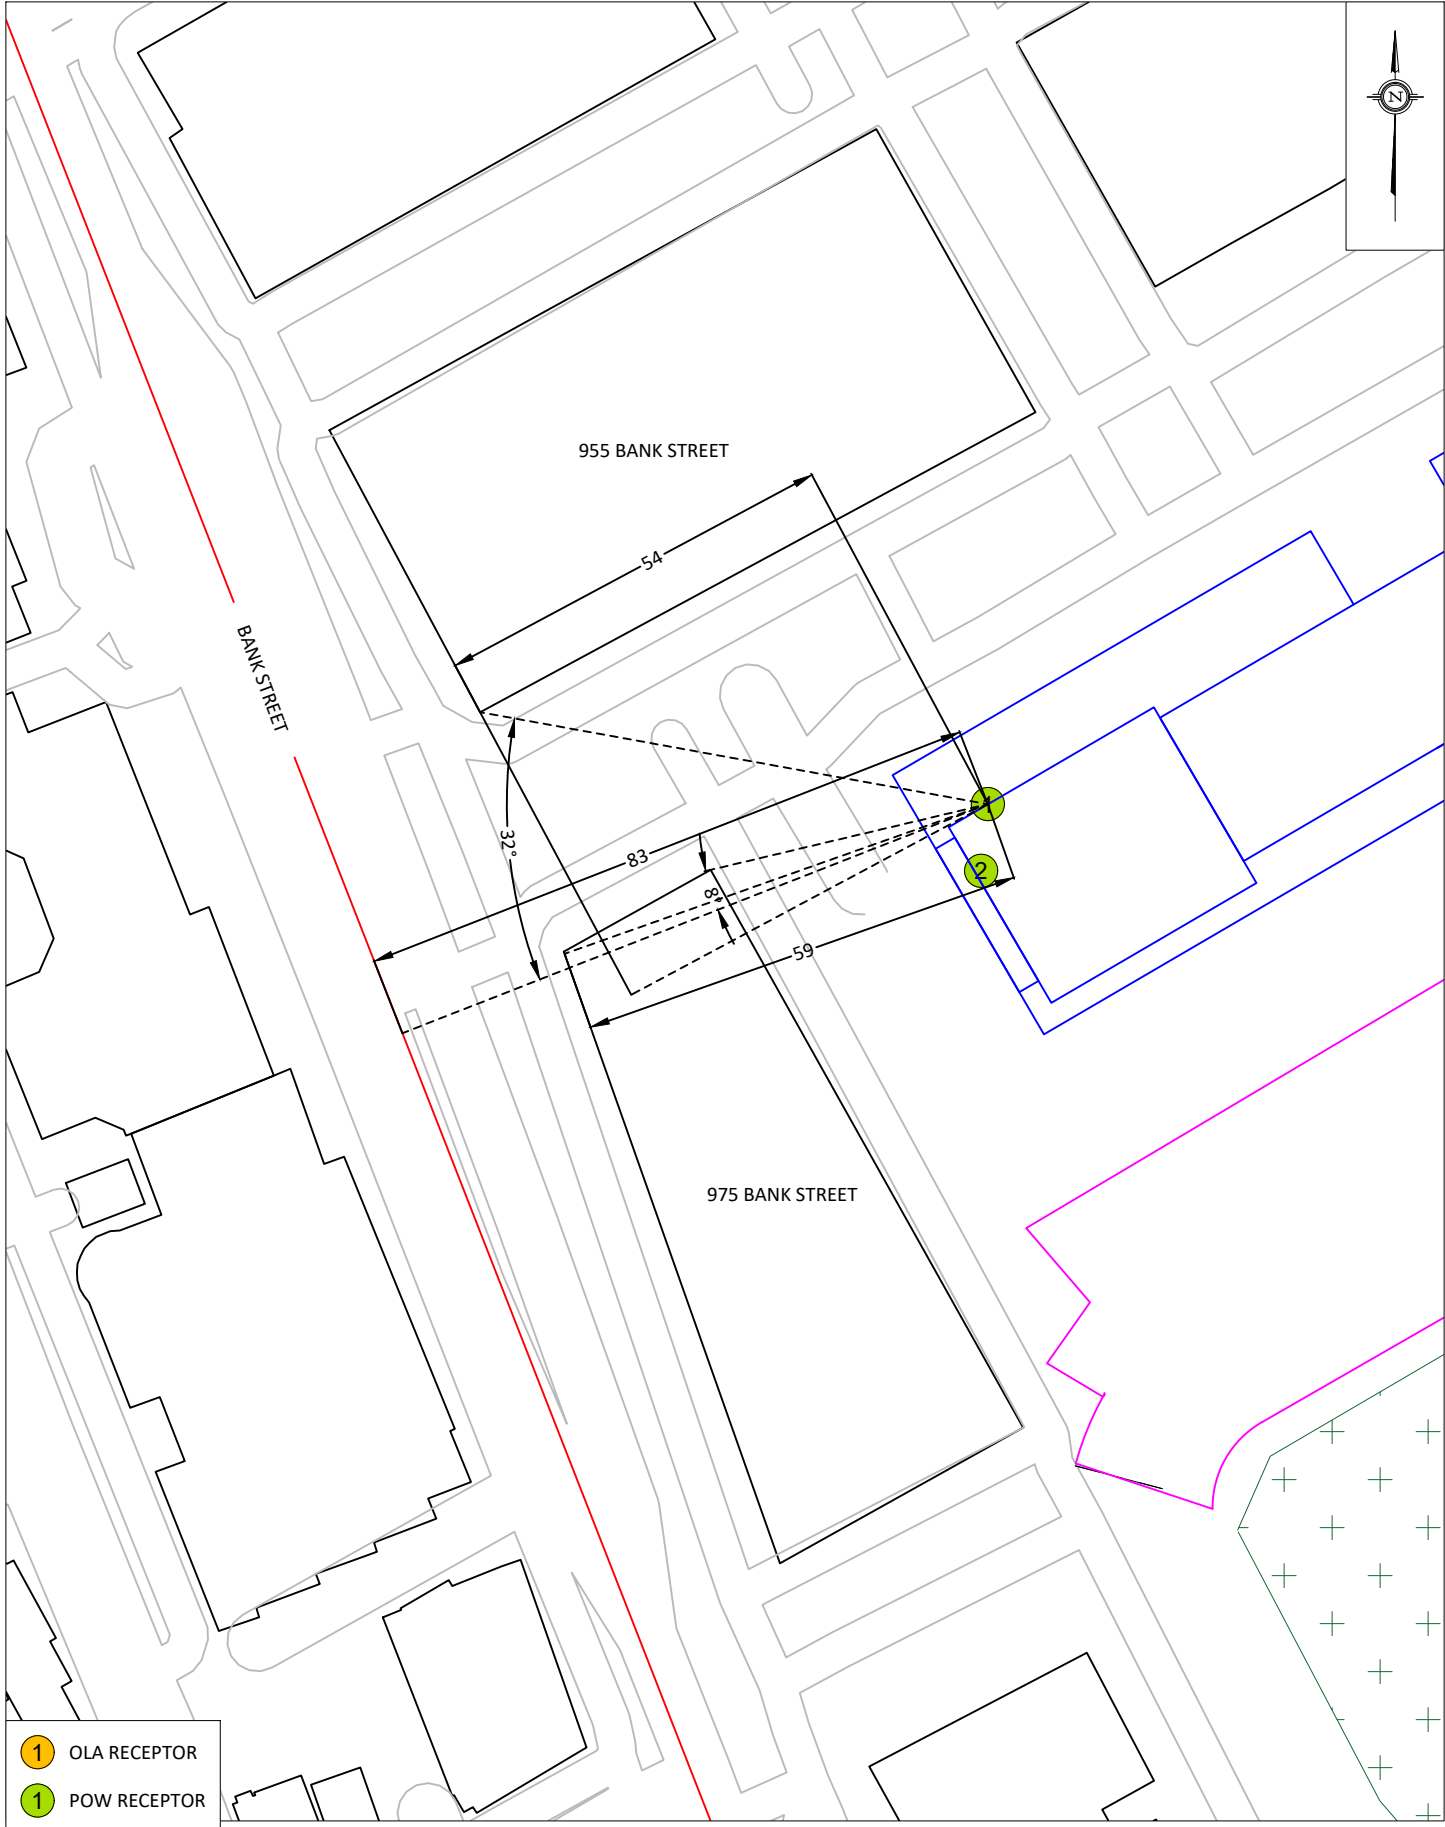 N
955 BANK STREET
54
BANK STREET
1
32°
83
2
8°
59
975 BANK STREET
1 OLA RECEPTOR
1 POW RECEPTOR